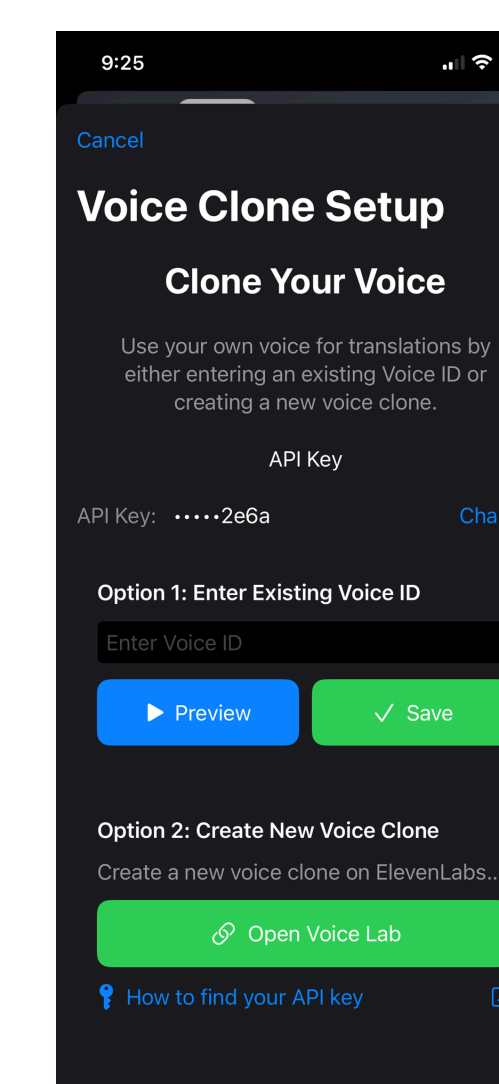 9:25
Cancel
Voice Clone Setup
Clone Your Voice
Use your own voice for translations by
either entering an existing Voice ID or
creating a new voice clone.
API Key
API Key: •••••2e6a Cha
Option 1: Enter Existing Voice ID
Enter Voice ID
Preview Save
Option 2: Create New Voice Clone
Create a new voice clone on ElevenLabs...
Open Voice Lab
How to find your API key